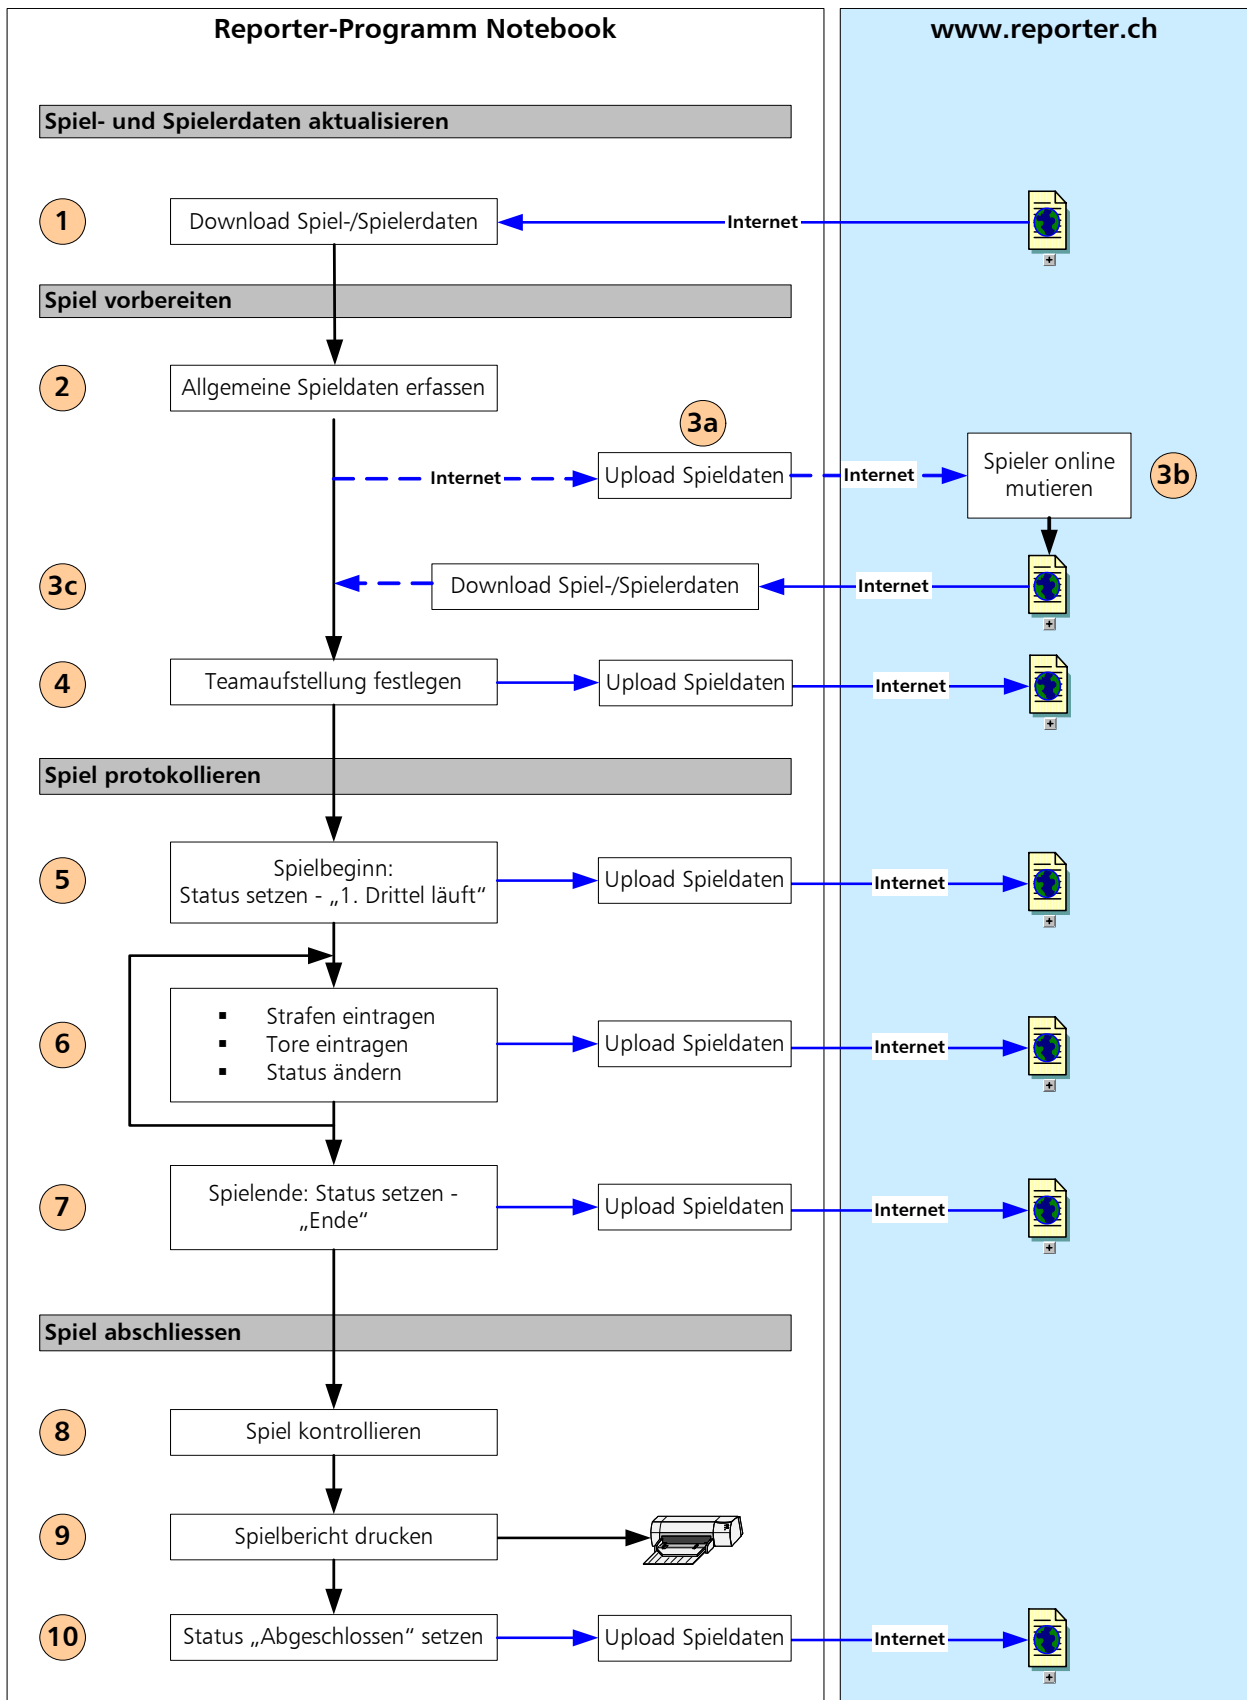 Reporter-Programm Notebook
www.reporter.ch
Spiel- und Spielerdaten aktualisieren
1
Download Spiel-/Spielerdaten
Internet
Spiel vorbereiten
2
Allgemeine Spieldaten erfassen
3a
Internet
Upload Spieldaten
Internet
Spieler online
mutieren
3b
3c
Download Spiel-/Spielerdaten
Internet
4
Teamaufstellung festlegen
Upload Spieldaten
Internet
Spiel protokollieren
5
Spielbeginn:
Status setzen - „1. Drittel läuft“
Upload Spieldaten
Internet
6
▪ Strafen eintragen
▪ Tore eintragen
▪ Status ändern
Upload Spieldaten
Internet
7
Spielende: Status setzen -
„Ende“
Upload Spieldaten
Internet
Spiel abschliessen
8
Spiel kontrollieren
9
Spielbericht drucken
10
Status „Abgeschlossen“ setzen
Upload Spieldaten
Internet